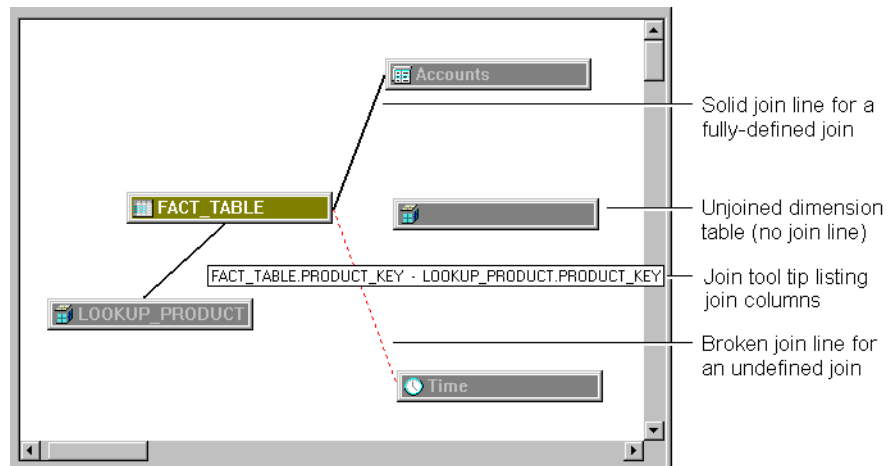 Accounts
Solid join line for a
fully-defined join
FACT_TABLE
Unjoined dimension
table (no join line)
FACT_TABLE.PRODUCT_KEY - LOOKUP_PRODUCT.PRODUCT_KEY
Join tool tip listing
join columns
LOOKUP_PRODUCT
Broken join line for
an undefined join
Time